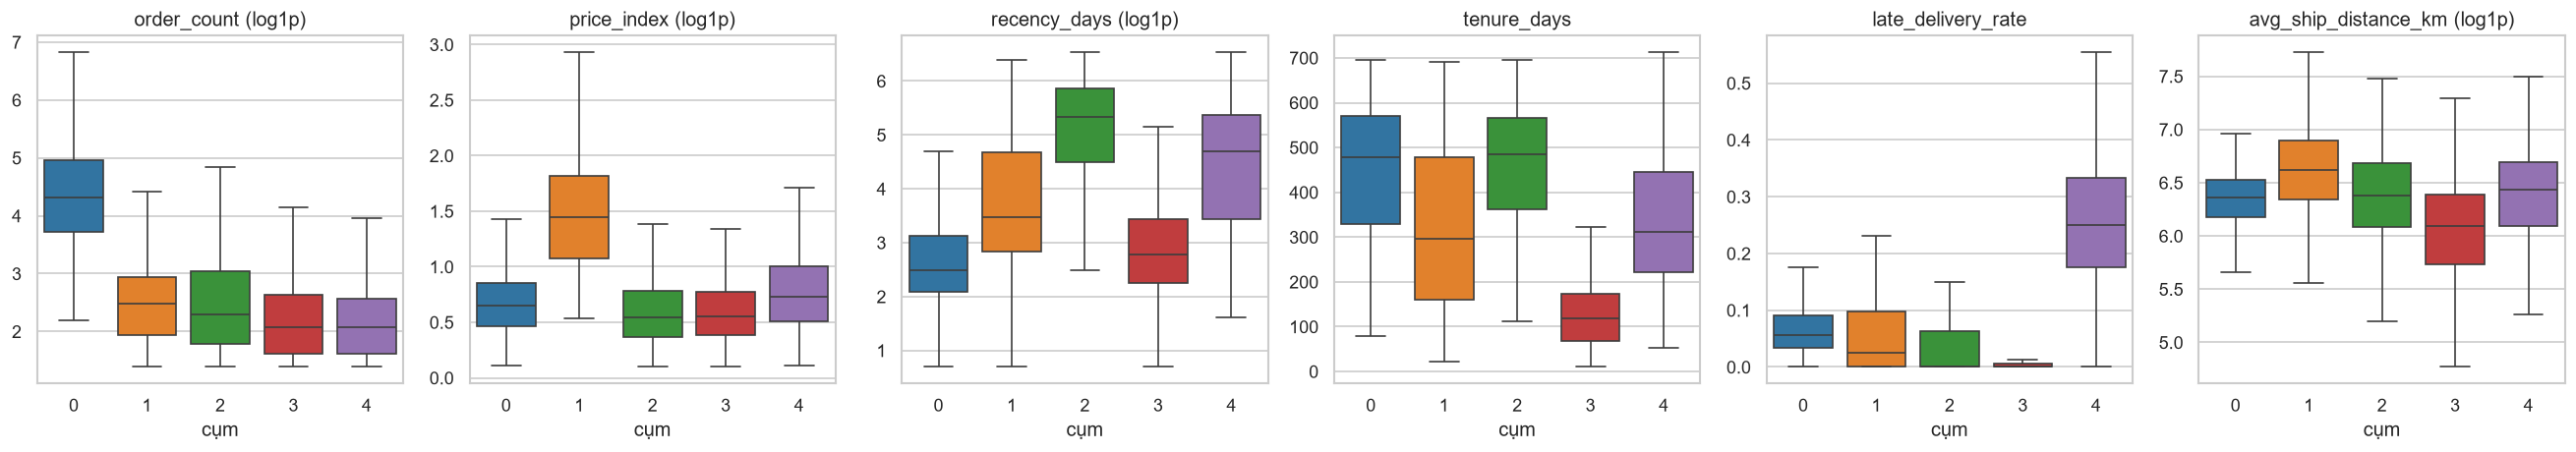 order_count (log1p)
7
6
5
4
3
2
0 1 2 3 4
cụm
price_index (log1p)
3.0
2.5
2.0
1.5
1.0
0.5
0.0
0 1 2 3 4
cụm
recency_days (log1p)
6
5
4
3
2
1
0 1 2 3 4
cụm
tenure_days
700
600
500
400
300
200
100
0
0 1 2 3 4
cụm
late_delivery_rate
0.5
0.4
0.3
0.2
0.1
0.0
0 1 2 3 4
cụm
avg_ship_distance_km (log1p)
7.5
7.0
6.5
6.0
5.5
5.0
0 1 2 3 4
cụm